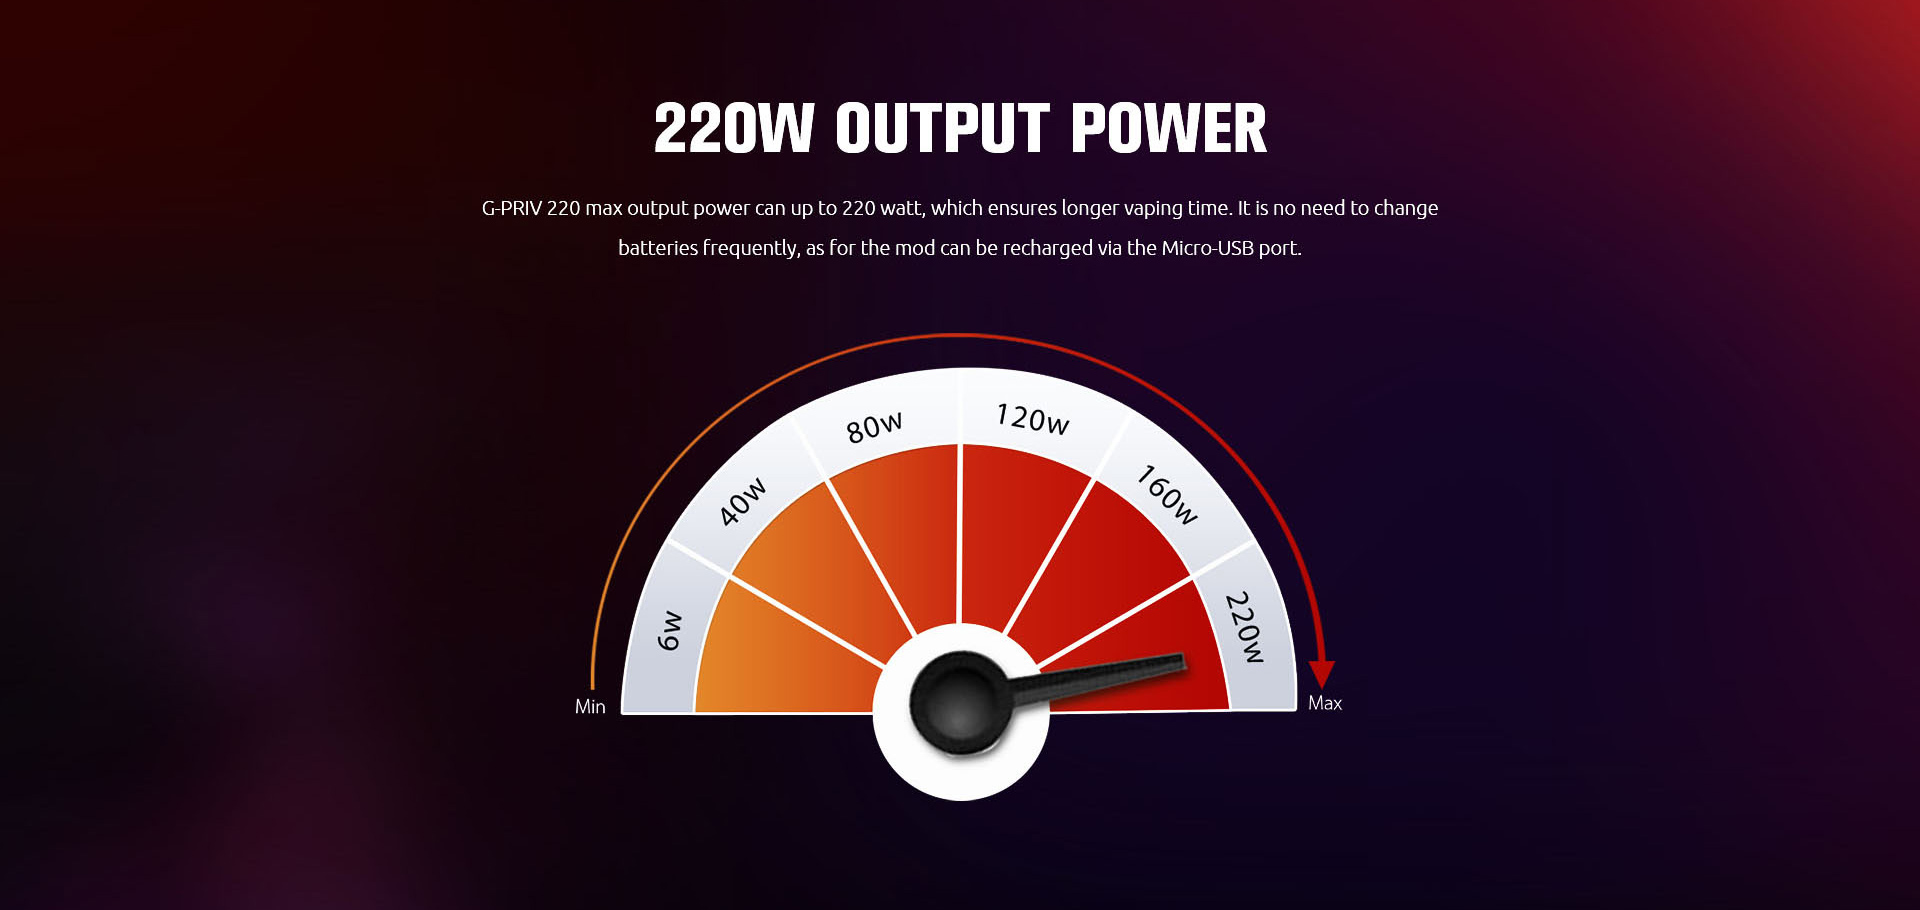 220W OUTPUT POWER
G-PRIV 220 max output power can up to 220 watt, which ensures longer vaping time. It is no need to change
batteries frequently, as for the mod can be recharged via the Micro-USB port.
6w
40w
80w
120w
160w
220w
Min
Max